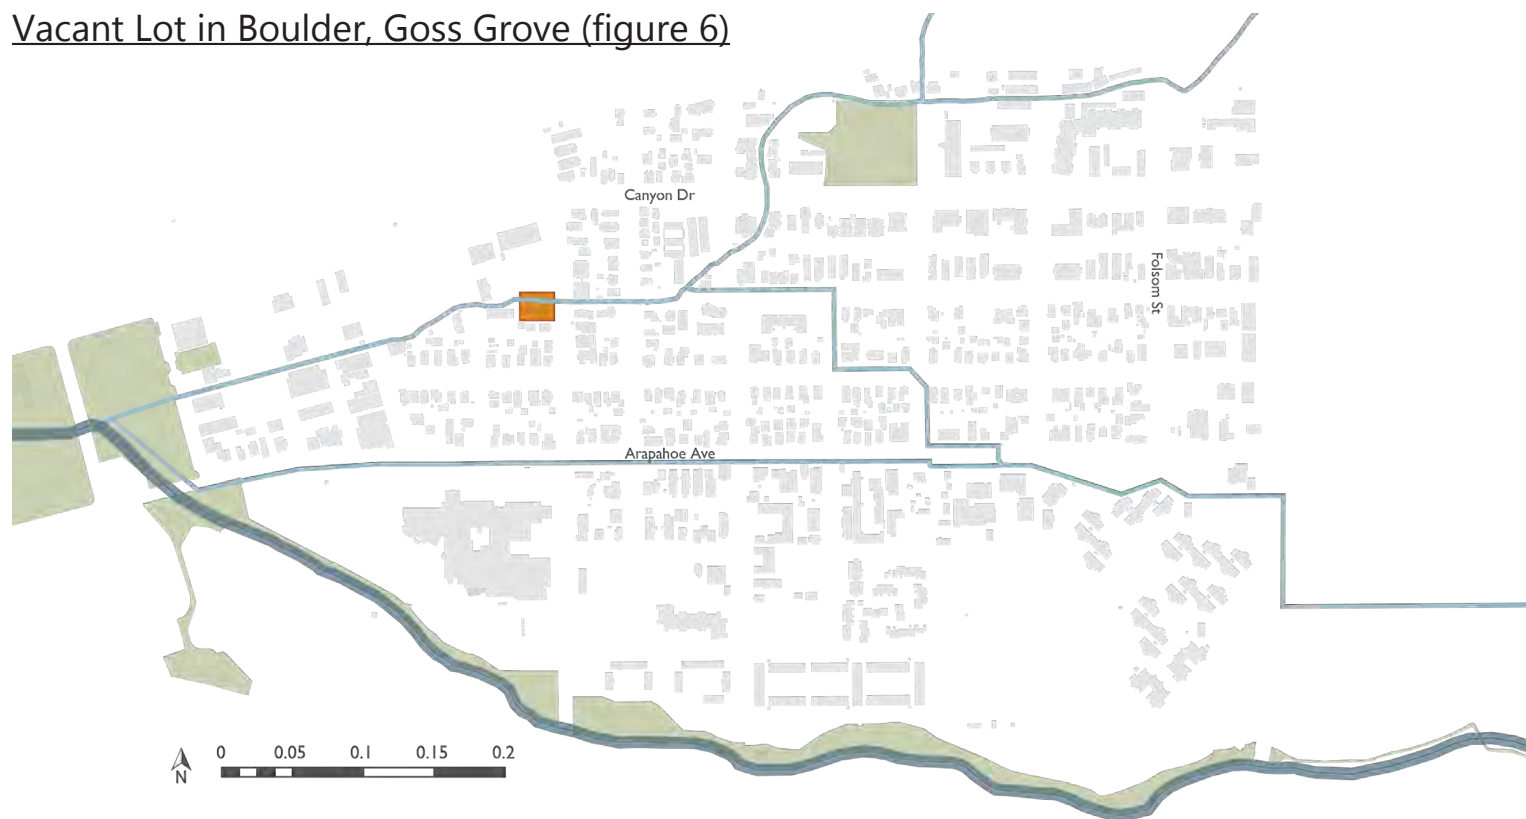 Vacant Lot in Boulder, Goss Grove (figure 6)
Canyon Dr
Folsom St
Arapahoe Ave
N
0 0.05 0.1 0.15 0.2